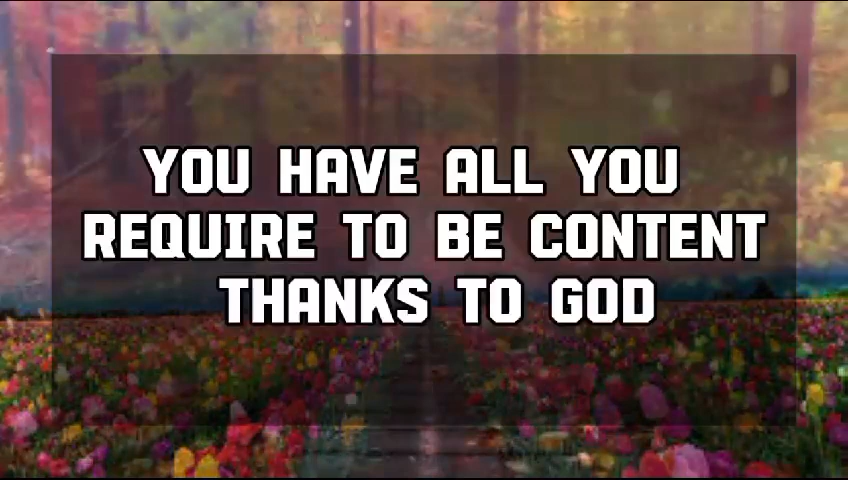 YOU HAVE ALL YOU
REQUIRE TO BE CONTENT
THANKS TO GOD